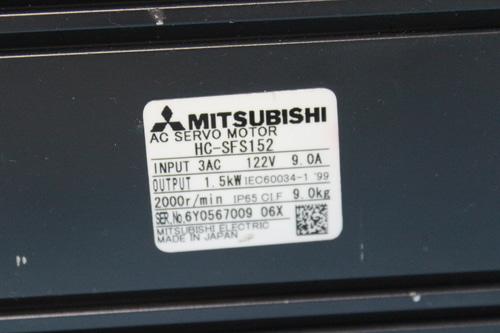 MITSUBISHI
AC SERVO MOTOR
HC-SFS152
INPUT 3AC 122V 9.0A
OUTPUT 1.5kW IEC60034-1 '99
2000r/min IP65 Cl.F 9.0kg
SER.No.6Y0567009 06X
MITSUBISHI ELECTRIC
MADE IN JAPAN